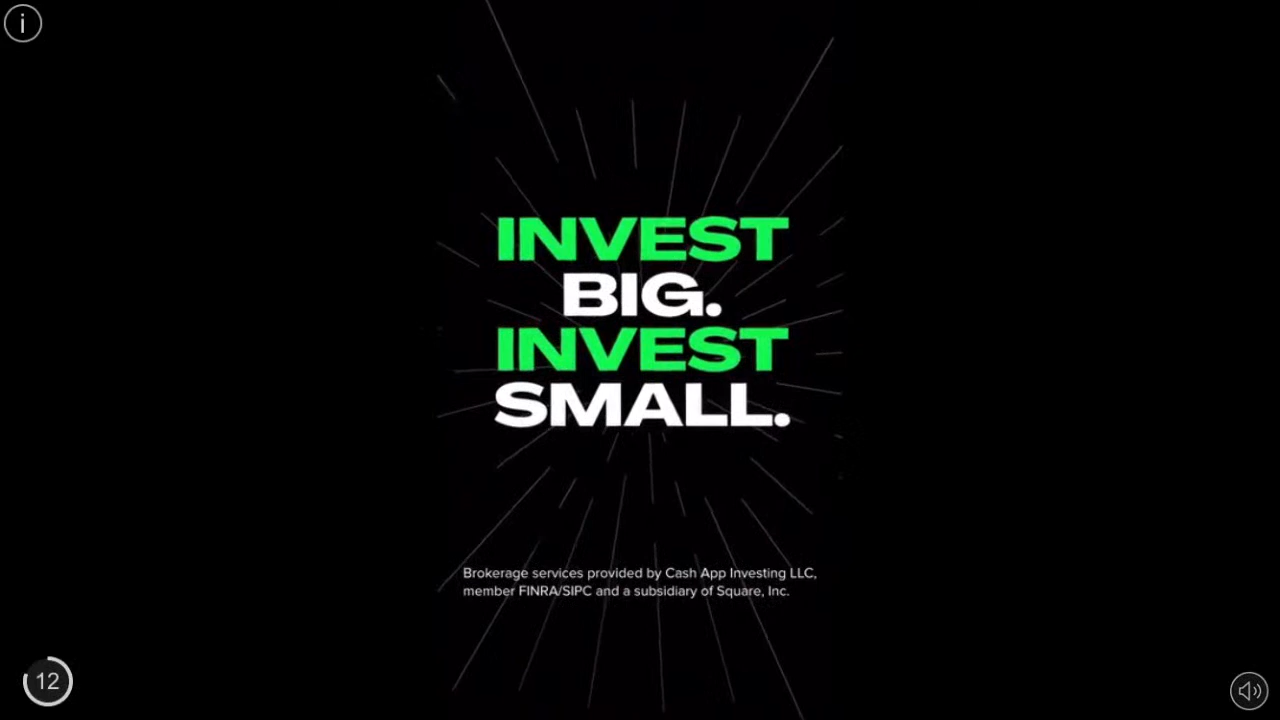 i
INVEST
BIG.
INVEST
SMALL.
Brokerage services provided by Cash App Investing LLC,
member FINRA/SIPC and a subsidiary of Square, Inc.
12